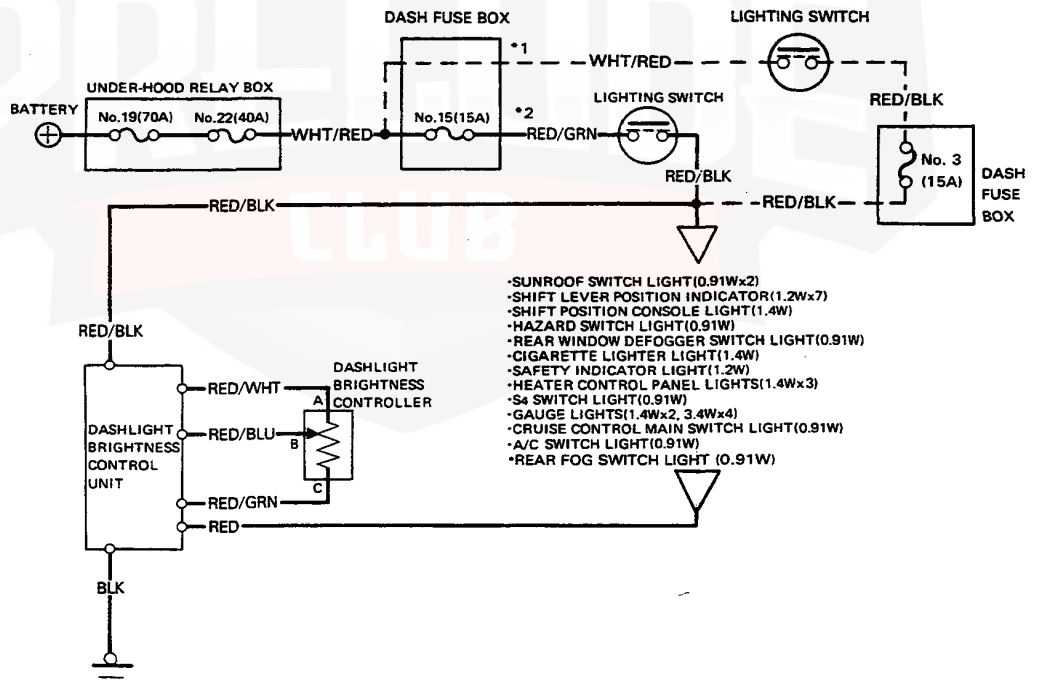 DASH FUSE BOX
LIGHTING SWITCH
*1
WHT/RED
UNDER-HOOD RELAY BOX
BATTERY
No.19(70A)
No.22(40A)
WHT/RED
No.15(15A)
*2
RED/GRN
LIGHTING SWITCH
RED/BLK
RED/BLK
No. 3
(15A)
DASH
FUSE
BOX
RED/BLK
RED/BLK
CLUB
·SUNROOF SWITCH LIGHT(0.91Wx2)
·SHIFT LEVER POSITION INDICATOR(1.2Wx7)
·SHIFT POSITION CONSOLE LIGHT(1.4W)
·HAZARD SWITCH LIGHT(0.91W)
·REAR WINDOW DEFOGGER SWITCH LIGHT(0.91W)
·CIGARETTE LIGHTER LIGHT(1.4W)
·SAFETY INDICATOR LIGHT(1.2W)
·HEATER CONTROL PANEL LIGHTS(1.4Wx3)
·S4 SWITCH LIGHT(0.91W)
·GAUGE LIGHTS(1.4Wx2, 3.4Wx4)
·CRUISE CONTROL MAIN SWITCH LIGHT(0.91W)
·A/C SWITCH LIGHT(0.91W)
·REAR FOG SWITCH LIGHT (0.91W)
RED/BLK
RED/WHT
DASHLIGHT
BRIGHTNESS
CONTROLLER
A
RED/BLU
B
C
DASHLIGHT
BRIGHTNESS
CONTROL
UNIT
RED/GRN
RED
BLK